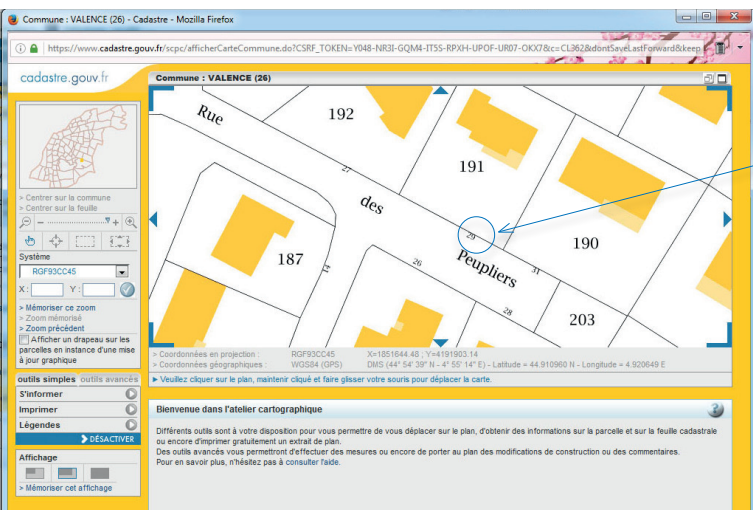 Commune : VALENCE (26) - Cadastre - Mozilla Firefox
https://www.cadastre.gouv.fr/scpc/afficherCarteCommune.do?CSRF_TOKEN=Y048-NR3I-GQM4-IT5S-RPXH-UPOF-UR07-OKX7&c=CL362&dontSaveLastForward&keep
cadastre.gouv.fr
Commune : VALENCE (26)
> Centrer sur la commune
> Centrer sur la feuille
Système
RGF93CC45
X :
Y :
> Mémoriser ce zoom
> Zoom mémorisé
> Zoom précédent
Afficher un drapeau sur les
parcelles en instance d'une mise
à jour graphique
outils simples outils avancés
S'informer
Imprimer
Légendes
DÉSACTIVER
Affichage
> Mémoriser cet affichage
Rue
192
191
27
des
29
190
187
14
26
Peupliers
31
28
203
> Coordonnées en projection : RGF93CC45 X=1851644.48 ; Y=4191903.14
> Coordonnées géographiques : WGS84 (GPS) DMS (44° 54' 39" N - 4° 55' 14" E) - Latitude = 44.910960 N - Longitude = 4.920649 E
Veuillez cliquer sur le plan, maintenir cliqué et faire glisser votre souris pour déplacer la carte.
Bienvenue dans l'atelier cartographique
Différents outils sont à votre disposition pour vous permettre de vous déplacer sur le plan, d'obtenir des informations sur la parcelle et sur la feuille cadastrale
ou encore d'imprimer gratuitement un extrait de plan.
Des outils avancés vous permettront d'effectuer des mesures ou encore de porter au plan des modifications de construction ou des commentaires.
Pour en savoir plus, n'hésitez pas à consulter l'aide.